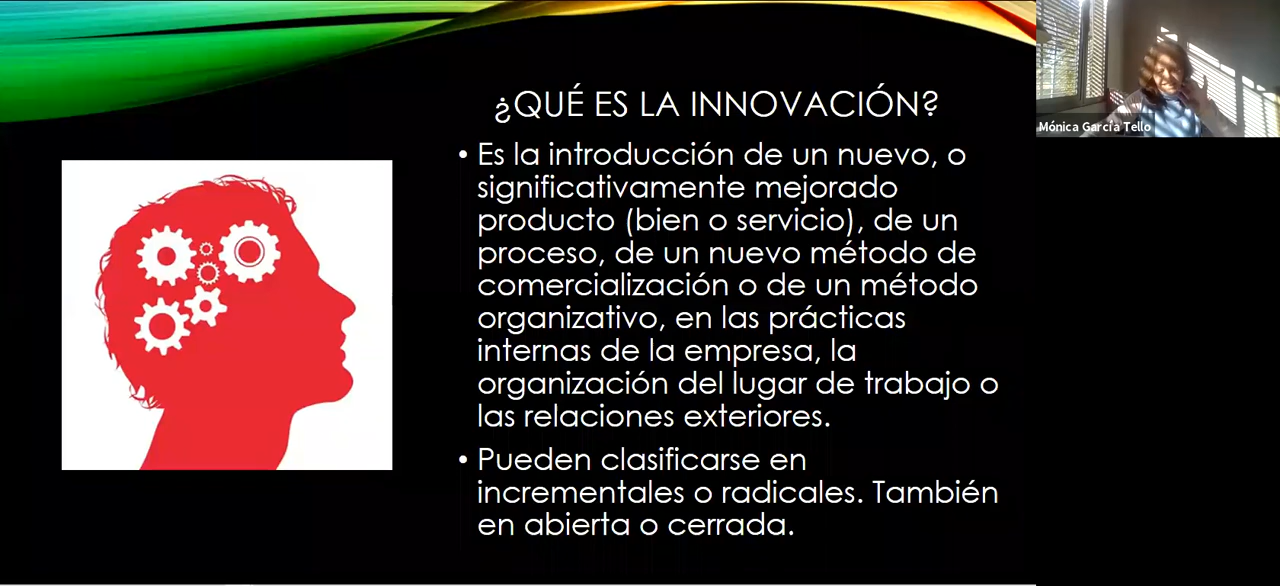 ¿QUÉ ES LA INNOVACIÓN?
• Es la introducción de un nuevo, o
significativamente mejorado
producto (bien o servicio), de un
proceso, de un nuevo método de
comercialización o de un método
organizativo, en las prácticas
internas de la empresa, la
organización del lugar de trabajo o
las relaciones exteriores.
• Pueden clasificarse en
incrementales o radicales. También
en abierta o cerrada.
Mónica García Tello